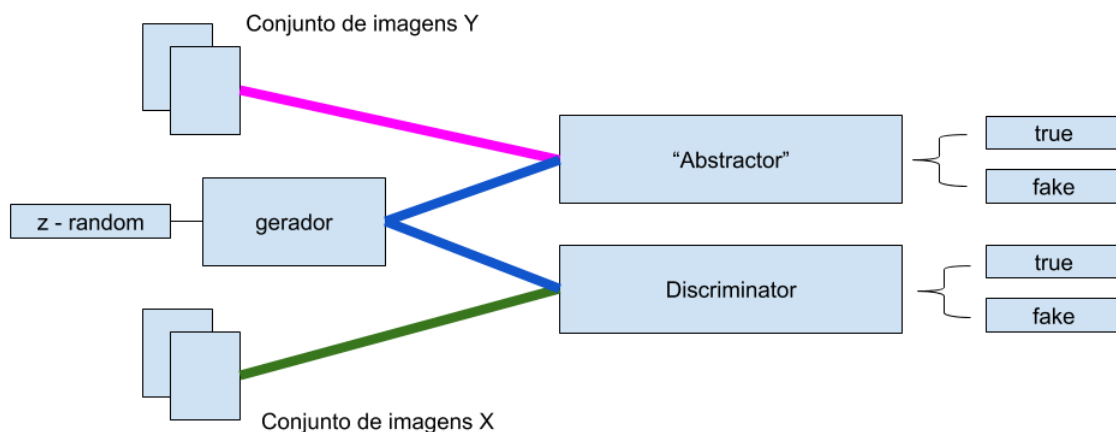 Conjunto de imagens Y
“Abstractor”
true
fake
z - random
gerador
Discriminator
true
fake
Conjunto de imagens X